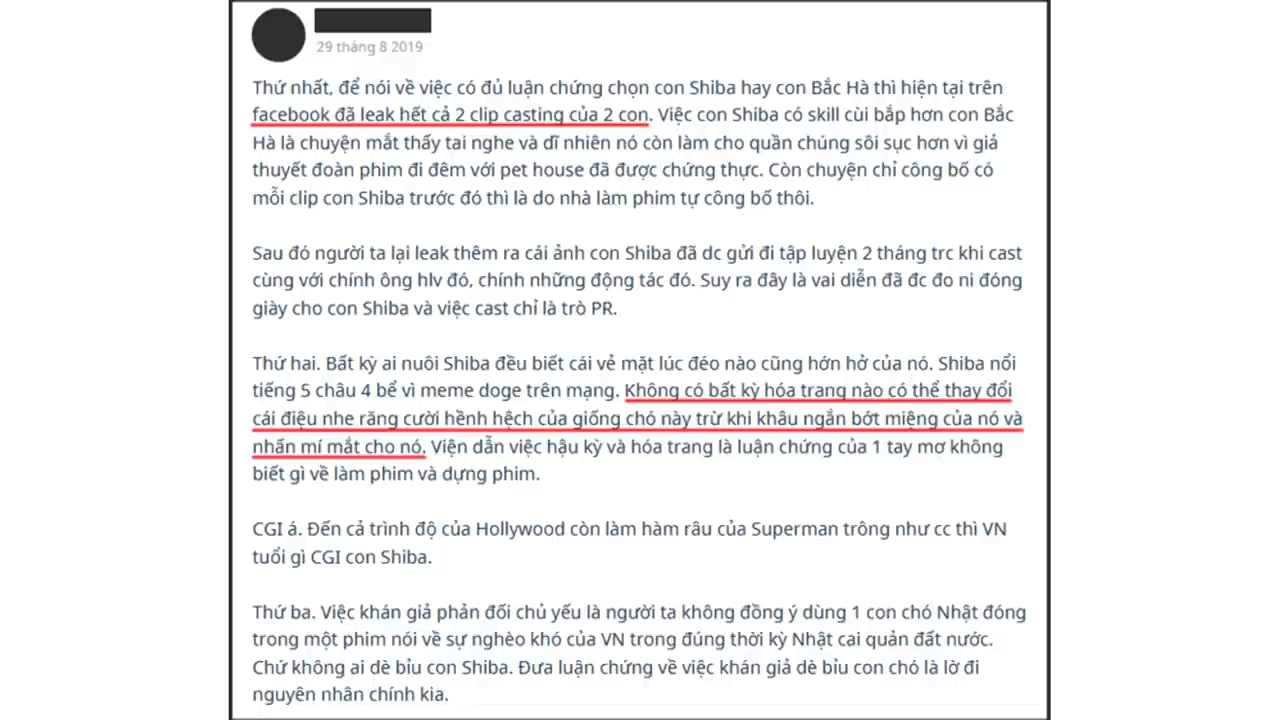 29 tháng 8 2019
Thứ nhất, để nói về việc có đủ luận chứng chọn con Shiba hay con Bắc Hà thì hiện tại trên
facebook đã leak hết cả 2 clip casting của 2 con. Việc con Shiba có skill cùi bắp hơn con Bắc
Hà là chuyện mắt thấy tai nghe và dĩ nhiên nó còn làm cho quần chúng sôi sục hơn vì giả
thuyết đoàn phim đi đêm với pet house đã được chứng thực. Còn chuyện chỉ công bố có
mỗi clip con Shiba trước đó thì là do nhà làm phim tự công bố thôi.
Sau đó người ta lại leak thêm ra cái ảnh con Shiba đã dc gửi đi tập luyện 2 tháng trc khi cast
cùng với chính ông hlv đó, chính những động tác đó. Suy ra đây là vai diễn đã đc đo ni đóng
giày cho con Shiba và việc cast chỉ là trò PR.
Thứ hai. Bất kỳ ai nuôi Shiba đều biết cái vẻ mặt lúc đéo nào cũng hớn hở của nó. Shiba nổi
tiếng 5 châu 4 bể vì meme doge trên mạng. Không có bất kỳ hóa trang nào có thể thay đổi
cái điệu nhe răng cười hềnh hệch của giống chó này trừ khi khâu ngắn bớt miệng của nó và
nhấn mí mắt cho nó. Viện dẫn việc hậu kỳ và hóa trang là luận chứng của 1 tay mơ không
biết gì về làm phim và dựng phim.
CGI á. Đến cả trình độ của Hollywood còn làm hàm râu của Superman trông như cc thì VN
tuổi gì CGI con Shiba.
Thứ ba. Việc khán giả phản đối chủ yếu là người ta không đồng ý dùng 1 con chó Nhật đóng
trong một phim nói về sự nghèo khó của VN trong đúng thời kỳ Nhật cai quản đất nước.
Chứ không ai dè bỉu con Shiba. Đưa luận chứng về việc khán giả dè bỉu con chó là lờ đi
nguyên nhân chính kia.